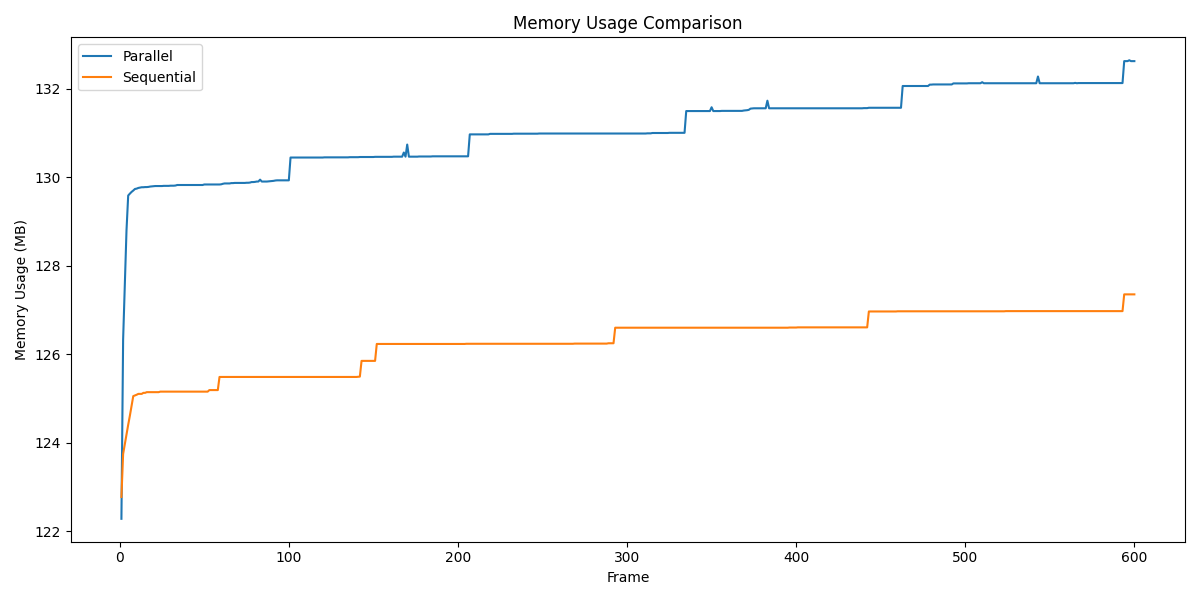 Memory Usage Comparison
Parallel
Sequential
Memory Usage (MB)
132
130
128
126
124
122
0 100 200 300 400 500 600
Frame